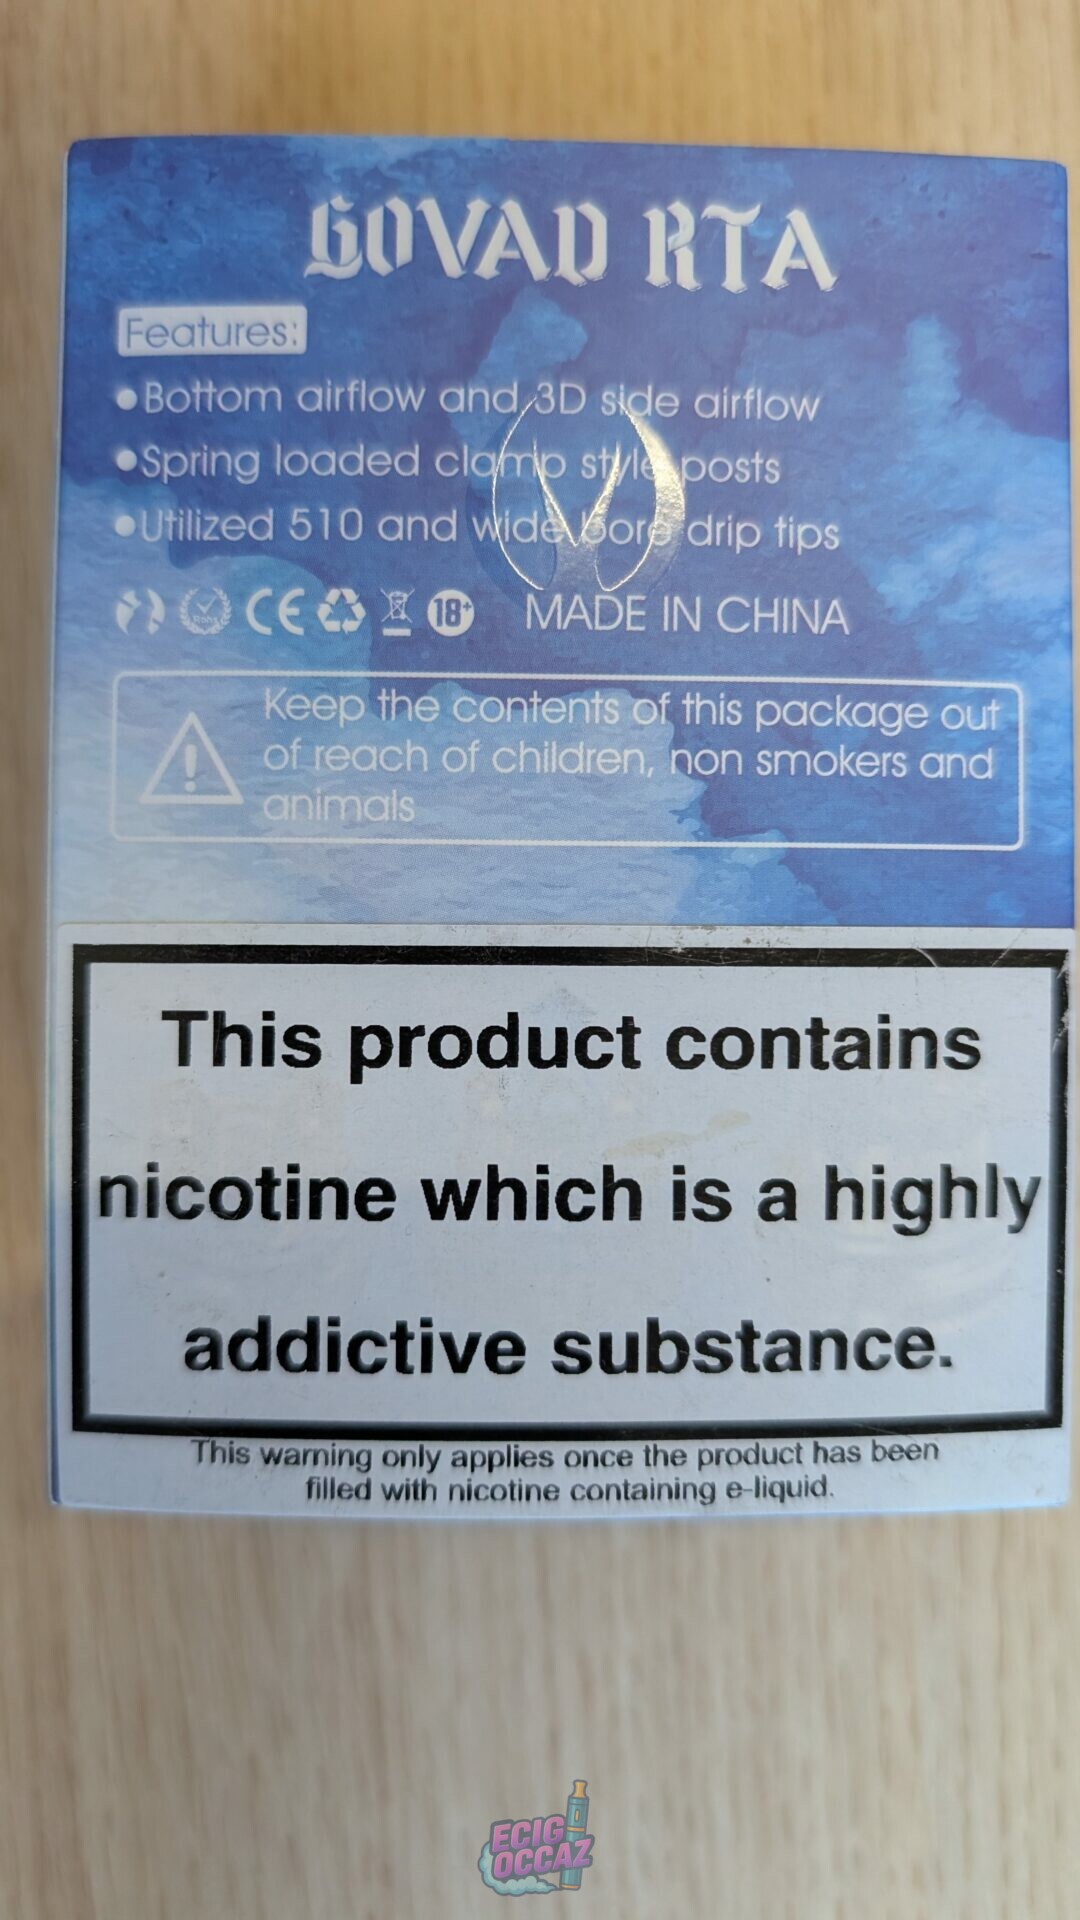 GOVAD RTA
Features:
•Bottom airflow and 3D side airflow
•Spring loaded clamp style posts
•Utilized 510 and wide bore drip tips
Rohs CE 18+ MADE IN CHINA
Keep the contents of this package out
of reach of children, non smokers and
animals
This product contains
nicotine which is a highly
addictive substance.
This warning only applies once the product has been
filled with nicotine containing e-liquid.
ECIG
OCCAZ